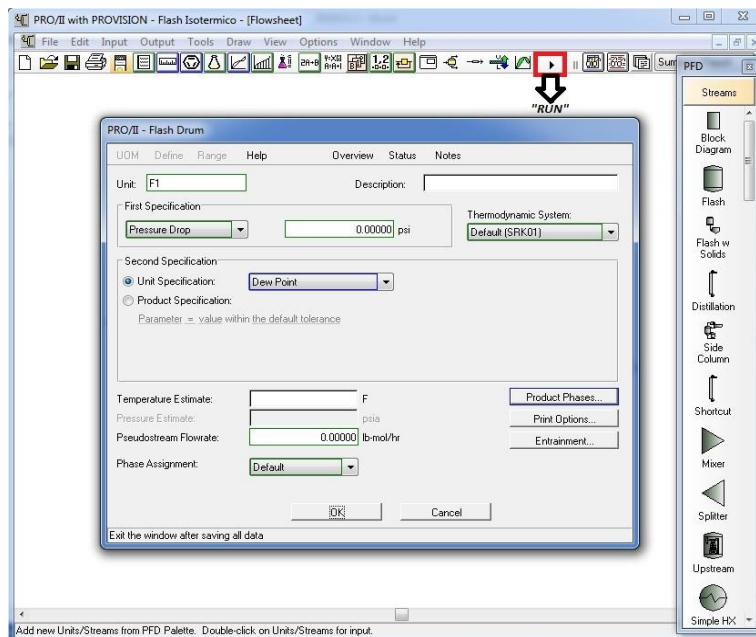 PRO/II with PROVISION - Flash Isotermico - [Flowsheet]
File Edit Input Output Tools Draw View Options Window Help
Sum
"RUN"
PFD
Streams
Block
Diagram
Flash
Flash w
Solids
Distillation
Side
Column
Shortcut
Mixer
Splitter
Upstream
Simple HX
PRO/II - Flash Drum
UOM Define Range Help Overview Status Notes
Unit: F1 Description:
First Specification
Pressure Drop 0.00000 psi
Thermodynamic System:
Default (SRK01)
Second Specification
Unit Specification: Dew Point
Product Specification:
Parameter = value within the default tolerance
Temperature Estimate: F
Product Phases...
Pressure Estimate: psia
Print Options...
Pseudostream Flowrate: 0.00000 lb-mol/hr
Entrainment...
Phase Assignment: Default
OK Cancel
Exit the window after saving all data
Add new Units/Streams from PFD Palette. Double-click on Units/Streams for input.